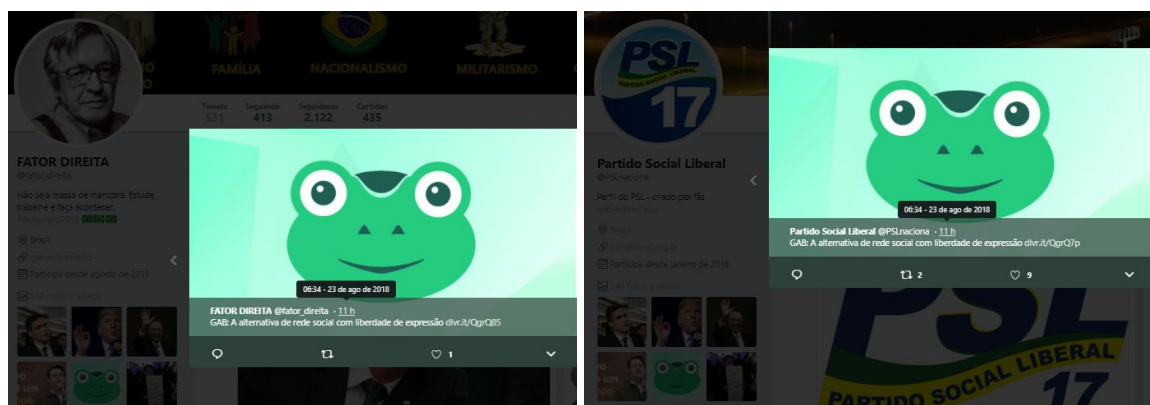 FAMÍLIA
NACIONALISMO
MILITARISMO
Tweets
531
Seguindo
413
Seguidores
2.122
Curtidas
435
FATOR DIREITA
@fator_direita
Não seja massa de manobra. Estude,
trabalhe e faça acontecer.
Brasil
Participa desde agosto de 2011
06:34 - 23 de ago de 2018
FATOR DIREITA @fator_direita · 11 h
GAB: A alternativa de rede social com liberdade de expressão dlvr.it/QgrQ85
1
PSL
PARTIDO SOCIAL LIBERAL
17
Partido Social Liberal
@PSLnaciona
Perfil do PSL - criado por fãs
Brasil
Participa desde janeiro de 2018
06:34 - 23 de ago de 2018
Partido Social Liberal @PSLnaciona · 11 h
GAB: A alternativa de rede social com liberdade de expressão dlvr.it/QgrQ7p
2
9
PSL
PARTIDO SOCIAL LIBERAL
17